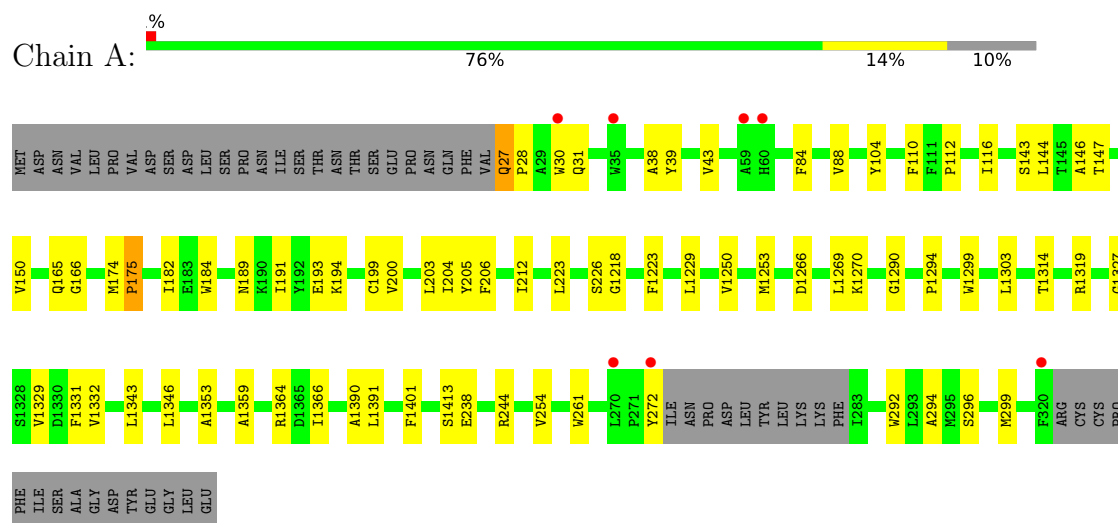 .%
Chain A:
76% 14% 10%
MET ASP ASN VAL LEU PRO VAL ASP SER ASP LEU SER PRO ASN ILE SER THR ASN THR SER GLU PRO ASN GLN PHE VAL Q27 P28 A29 W30 Q31 W35 A38 Y39 V43 A59 H60 F84 V88 Y104 F110 F111 P112 I116 S143 L144 T145 A146 T147
V150 Q165 G166 M174 P175 I182 E183 W184 N189 K190 I191 Y192 E193 K194 C199 V200 L203 I204 Y205 F206 I212 L223 S226 G1218 F1223 L1229 V1250 M1253 D1266 L1269 K1270 G1290 P1294 W1299 L1303 T1314 R1319
S1328 V1329 D1330 F1331 V1332 L1343 L1346 A1353 A1359 R1364 D1365 I1366 A1390 L1391 F1401 S1413 E238 R244 V254 W261 L270 P271 Y272 ILE ASN PRO ASP LEU TYR LEU LYS LYS PHE I283 W292 L293 A294 M295 S296 M299 F320 ARG CYS CYS PRO
PHE ILE SER ALA GLY ASP TYR GLU GLY LEU GLU